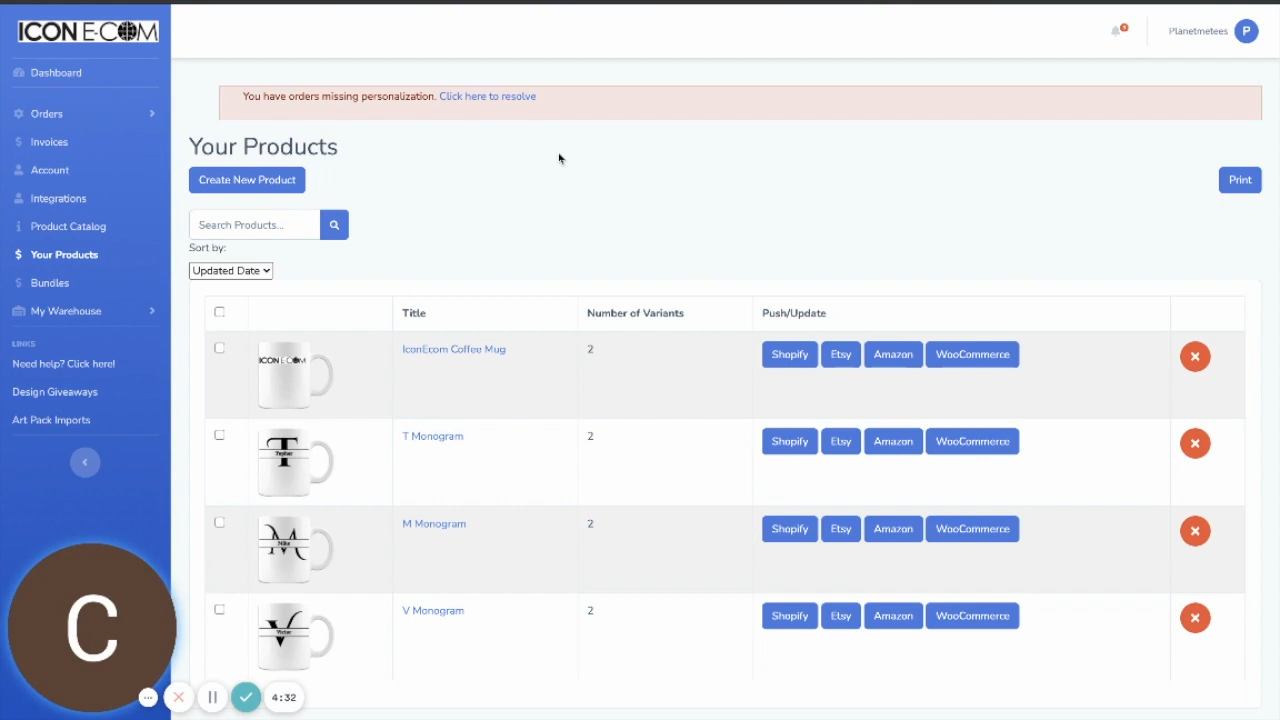 ICON E-COM
Planetmetees
P
Dashboard
Orders
Invoices
Account
Integrations
Product Catalog
Your Products
Bundles
My Warehouse
LINKS
Need help? Click here!
Design Giveaways
Art Pack Imports
You have orders missing personalization. Click here to resolve
Your Products
Create New Product
Print
Search Products...
Sort by:
Updated Date
Title
Number of Variants
Push/Update
ICON E-COM
IconEcom Coffee Mug
2
Shopify
Etsy
Amazon
WooCommerce
T
T Monogram
2
Shopify
Etsy
Amazon
WooCommerce
M
Mike
M Monogram
2
Shopify
Etsy
Amazon
WooCommerce
V
Victor
V Monogram
2
Shopify
Etsy
Amazon
WooCommerce
C
4:32